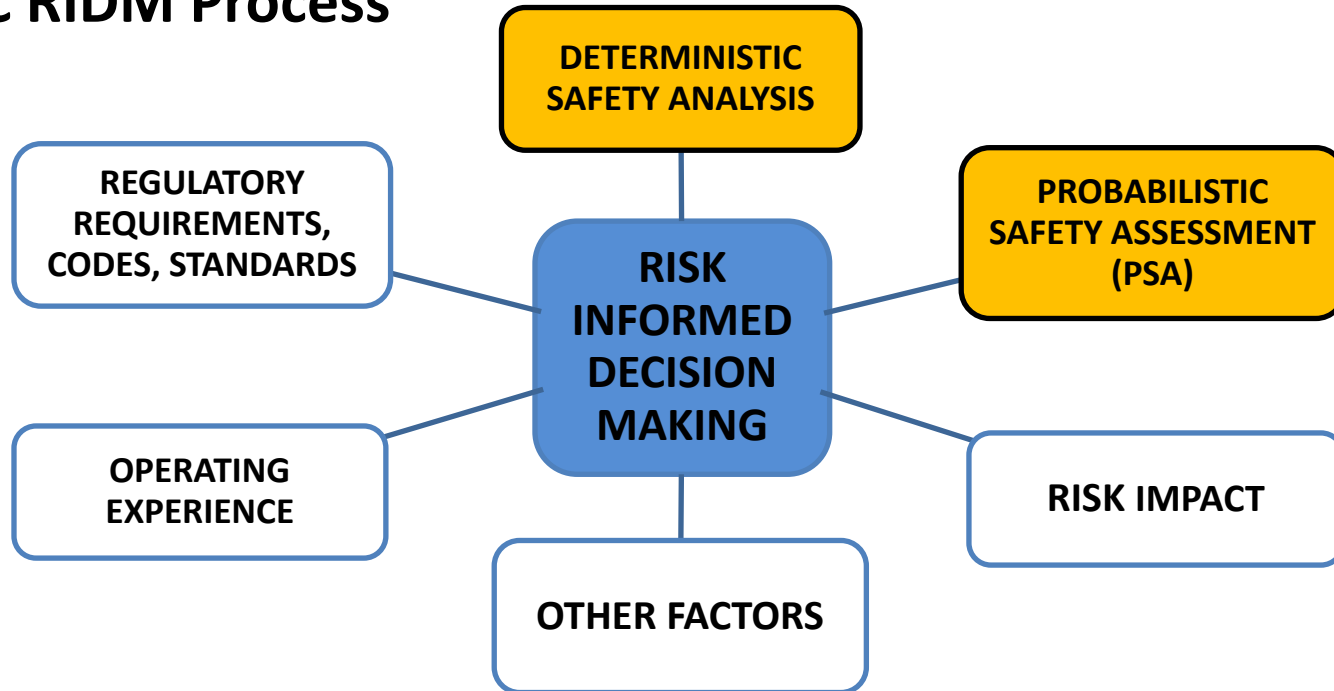 C RIDM Process
DETERMINISTIC
SAFETY ANALYSIS
REGULATORY
REQUIREMENTS,
CODES, STANDARDS
PROBABILISTIC
SAFETY ASSESSMENT
(PSA)
RISK
INFORMED
DECISION
MAKING
OPERATING
EXPERIENCE
RISK IMPACT
OTHER FACTORS